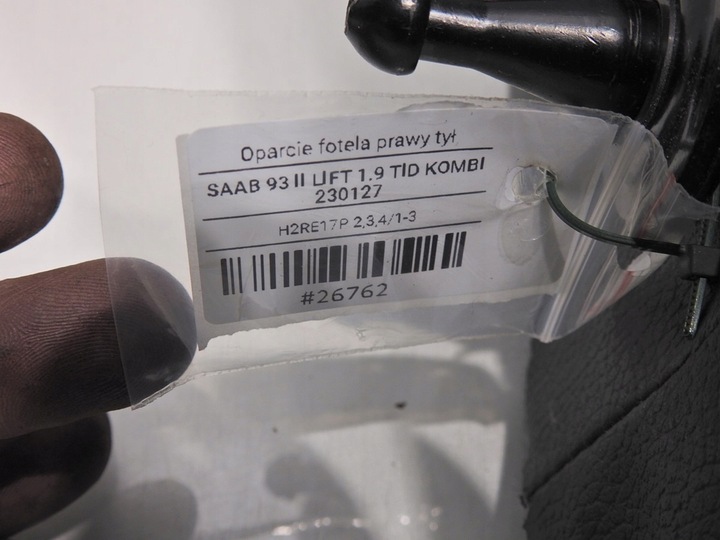 Oparcie fotela prawy tył
SAAB 93 II LIFT 1.9 TID KOMBI
230127
H2RE17P 2,3,4/1-3
#26762